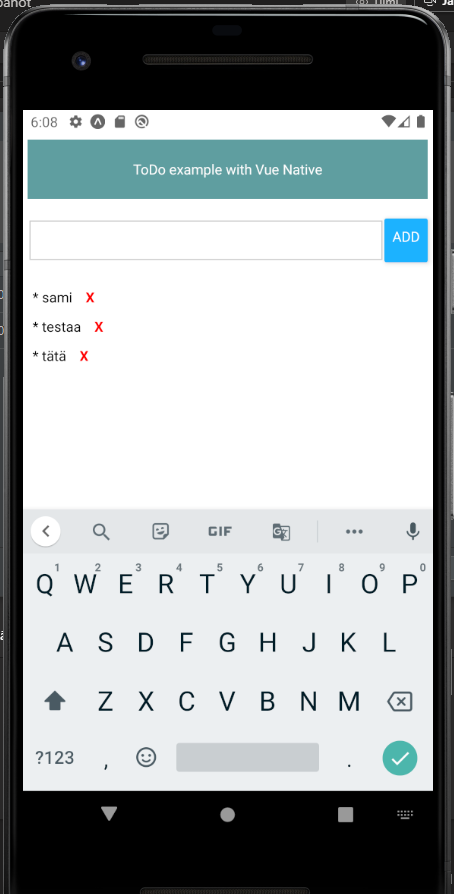 6:08
ToDo example with Vue Native
ADD
* sami X
* testaa X
* tätä X
GIF
1 2 3 4 5 6 7 8 9 0
Q W E R T Y U I O P
A S D F G H J K L
Z X C V B N M
?123 , .